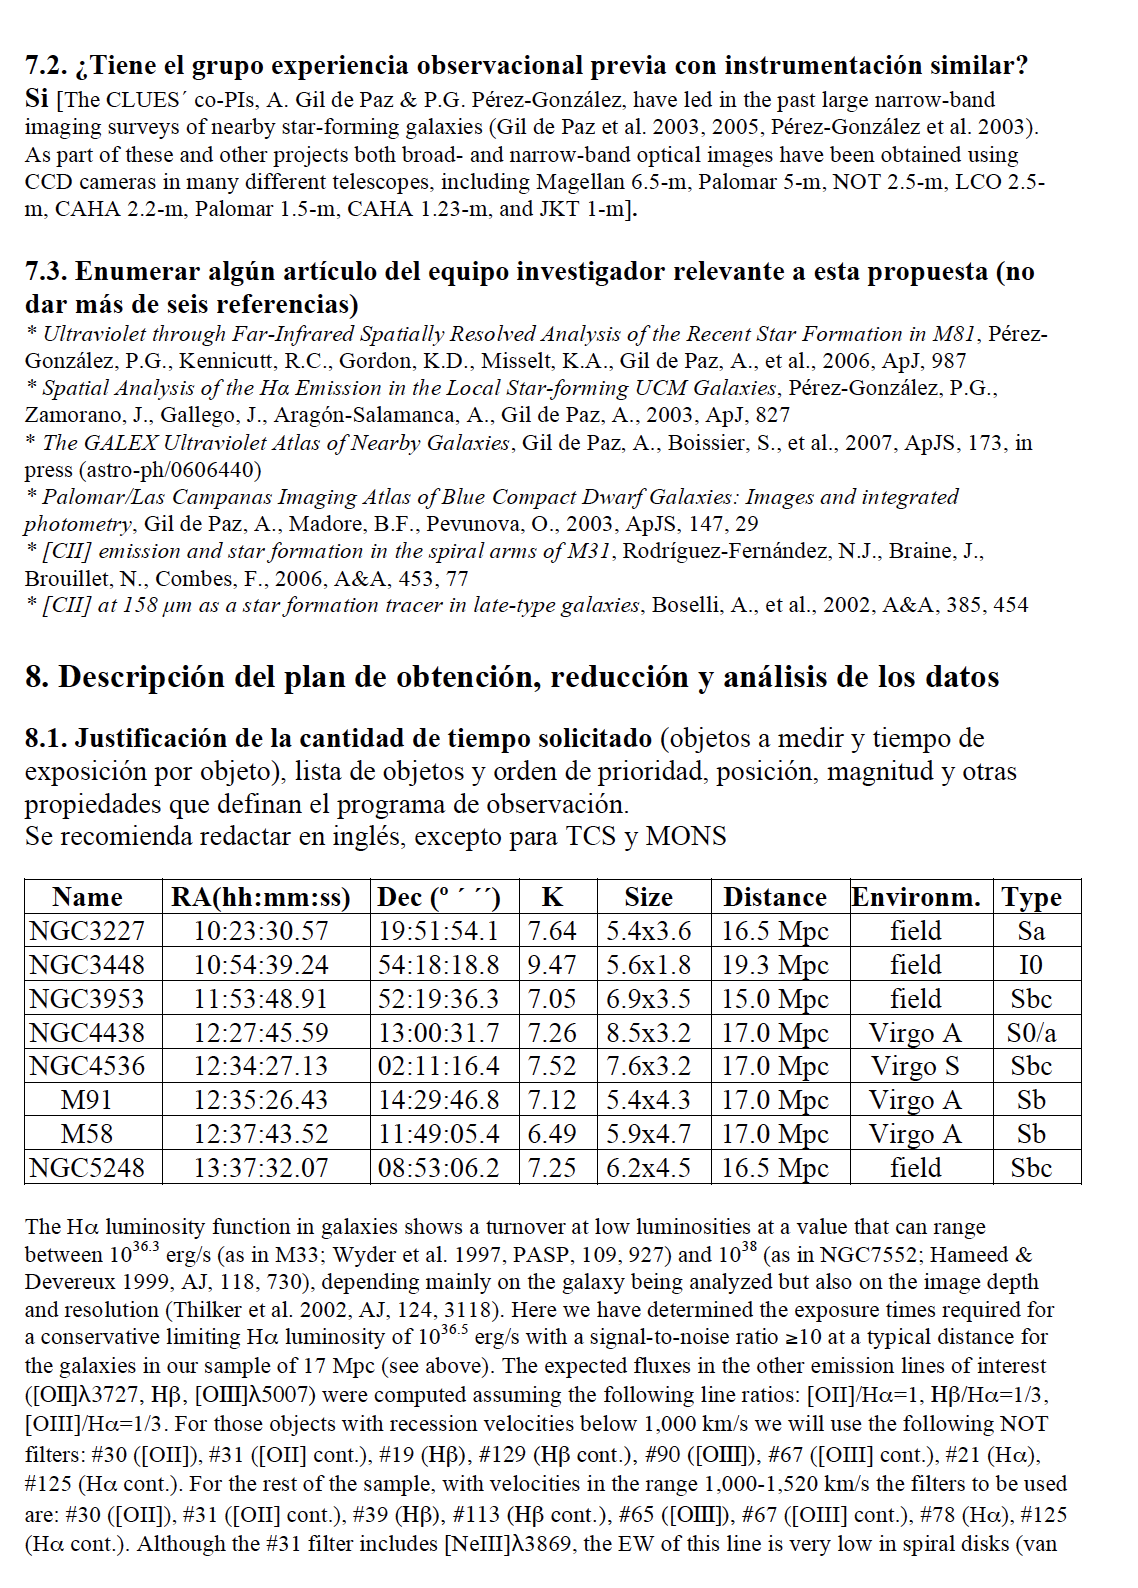 7.2. ¿Tiene el grupo experiencia observacional previa con instrumentación similar?
Si [The CLUES´ co-PIs, A. Gil de Paz & P.G. Pérez-González, have led in the past large narrow-band
imaging surveys of nearby star-forming galaxies (Gil de Paz et al. 2003, 2005, Pérez-González et al. 2003).
As part of these and other projects both broad- and narrow-band optical images have been obtained using
CCD cameras in many different telescopes, including Magellan 6.5-m, Palomar 5-m, NOT 2.5-m, LCO 2.5-
m, CAHA 2.2-m, Palomar 1.5-m, CAHA 1.23-m, and JKT 1-m].
7.3. Enumerar algún artículo del equipo investigador relevante a esta propuesta (no
dar más de seis referencias)
* Ultraviolet through Far-Infrared Spatially Resolved Analysis of the Recent Star Formation in M81, Pérez-
González, P.G., Kennicutt, R.C., Gordon, K.D., Misselt, K.A., Gil de Paz, A., et al., 2006, ApJ, 987
* Spatial Analysis of the Hα Emission in the Local Star-forming UCM Galaxies, Pérez-González, P.G.,
Zamorano, J., Gallego, J., Aragón-Salamanca, A., Gil de Paz, A., 2003, ApJ, 827
* The GALEX Ultraviolet Atlas of Nearby Galaxies, Gil de Paz, A., Boissier, S., et al., 2007, ApJS, 173, in
press (astro-ph/0606440)
* Palomar/Las Campanas Imaging Atlas of Blue Compact Dwarf Galaxies: Images and integrated
photometry, Gil de Paz, A., Madore, B.F., Pevunova, O., 2003, ApJS, 147, 29
* [CII] emission and star formation in the spiral arms of M31, Rodríguez-Fernández, N.J., Braine, J.,
Brouillet, N., Combes, F., 2006, A&A, 453, 77
* [CII] at 158 μm as a star formation tracer in late-type galaxies, Boselli, A., et al., 2002, A&A, 385, 454
8. Descripción del plan de obtención, reducción y análisis de los datos
8.1. Justificación de la cantidad de tiempo solicitado (objetos a medir y tiempo de
exposición por objeto), lista de objetos y orden de prioridad, posición, magnitud y otras
propiedades que definan el programa de observación.
Se recomienda redactar en inglés, excepto para TCS y MONS
Name RA(hh:mm:ss) Dec (º ´ ´´) K Size Distance Environm. Type
NGC3227 10:23:30.57 19:51:54.1 7.64 5.4x3.6 16.5 Mpc field Sa
NGC3448 10:54:39.24 54:18:18.8 9.47 5.6x1.8 19.3 Mpc field I0
NGC3953 11:53:48.91 52:19:36.3 7.05 6.9x3.5 15.0 Mpc field Sbc
NGC4438 12:27:45.59 13:00:31.7 7.26 8.5x3.2 17.0 Mpc Virgo A S0/a
NGC4536 12:34:27.13 02:11:16.4 7.52 7.6x3.2 17.0 Mpc Virgo S Sbc
M91 12:35:26.43 14:29:46.8 7.12 5.4x4.3 17.0 Mpc Virgo A Sb
M58 12:37:43.52 11:49:05.4 6.49 5.9x4.7 17.0 Mpc Virgo A Sb
NGC5248 13:37:32.07 08:53:06.2 7.25 6.2x4.5 16.5 Mpc field Sbc
The Hα luminosity function in galaxies shows a turnover at low luminosities at a value that can range
between 10^36.3 erg/s (as in M33; Wyder et al. 1997, PASP, 109, 927) and 10^38 (as in NGC7552; Hameed &
Devereux 1999, AJ, 118, 730), depending mainly on the galaxy being analyzed but also on the image depth
and resolution (Thilker et al. 2002, AJ, 124, 3118). Here we have determined the exposure times required for
a conservative limiting Hα luminosity of 10^36.5 erg/s with a signal-to-noise ratio ≥10 at a typical distance for
the galaxies in our sample of 17 Mpc (see above). The expected fluxes in the other emission lines of interest
([OII]λ3727, Hβ, [OIII]λ5007) were computed assuming the following line ratios: [OII]/Hα=1, Hβ/Hα=1/3,
[OIII]/Hα=1/3. For those objects with recession velocities below 1,000 km/s we will use the following NOT
filters: #30 ([OII]), #31 ([OII] cont.), #19 (Hβ), #129 (Hβ cont.), #90 ([OIII]), #67 ([OIII] cont.), #21 (Hα),
#125 (Hα cont.). For the rest of the sample, with velocities in the range 1,000-1,520 km/s the filters to be used
are: #30 ([OII]), #31 ([OII] cont.), #39 (Hβ), #113 (Hβ cont.), #65 ([OIII]), #67 ([OIII] cont.), #78 (Hα), #125
(Hα cont.). Although the #31 filter includes [NeIII]λ3869, the EW of this line is very low in spiral disks (van